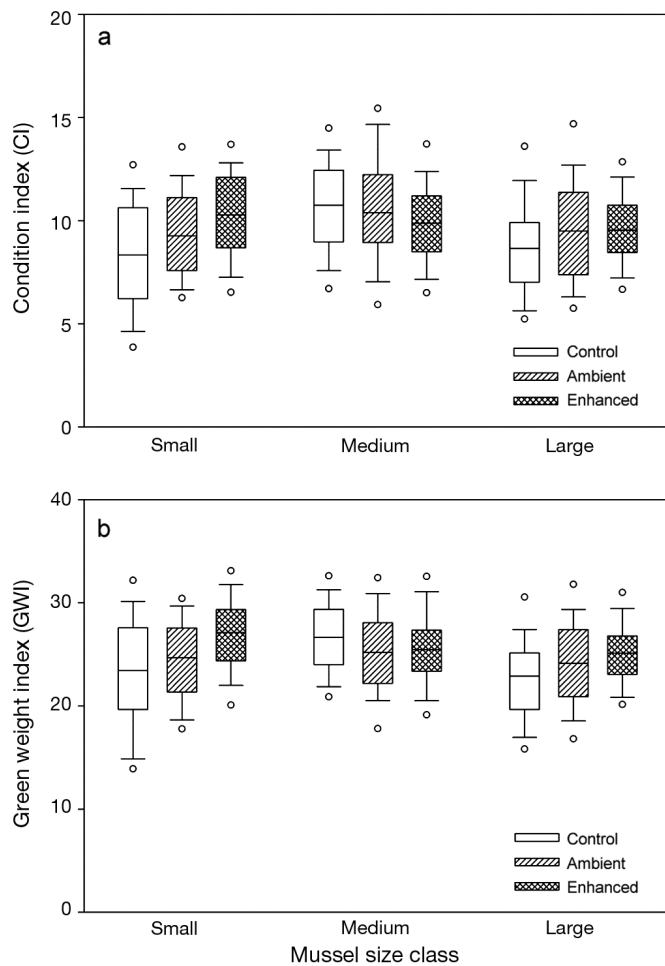 a
Condition index (CI)
20
15
10
5
0
Control
Ambient
Enhanced
Small Medium Large
b
Green weight index (GWI)
40
30
20
10
0
Control
Ambient
Enhanced
Small Medium Large
Mussel size class